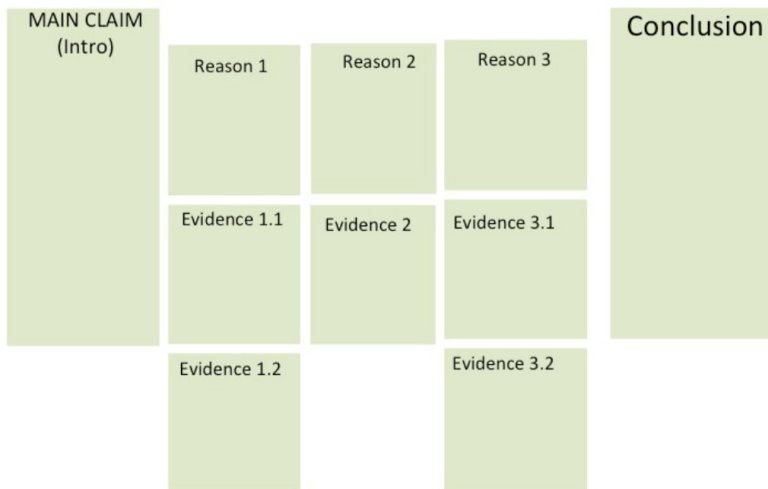 MAIN CLAIM
(Intro)
Reason 1
Reason 2
Reason 3
Conclusion
Evidence 1.1
Evidence 2
Evidence 3.1
Evidence 1.2
Evidence 3.2